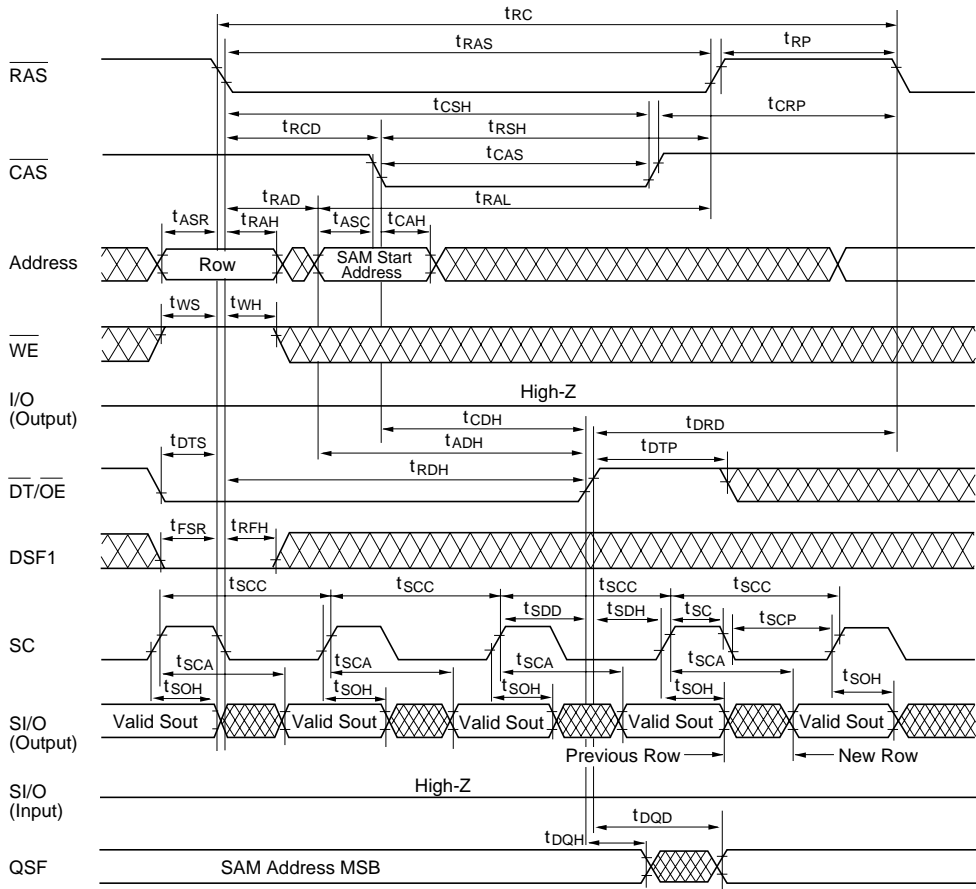 tRC
tRAS tRP
RAS
tCSH tCRP
tRCD tRSH
CAS tCAS
tRAD tRAL
tASR tRAH tASC tCAH
Address Row SAM Start Address
tWS tWH
WE
I/O (Output) High-Z
tCDH tDRD
tDTS tADH tDTP
DT/OE tRDH
tFSR tRFH
DSF1
tSCC tSCC tSCC tSCC
tSDD tSDH tSC tSCP
SC
tSCA tSCA tSCA tSCA
tSOH tSOH tSOH tSOH tSOH
SI/O (Output) Valid Sout Valid Sout Valid Sout Valid Sout Valid Sout
Previous Row New Row
SI/O (Input) High-Z
tDQD
tDQH
QSF SAM Address MSB